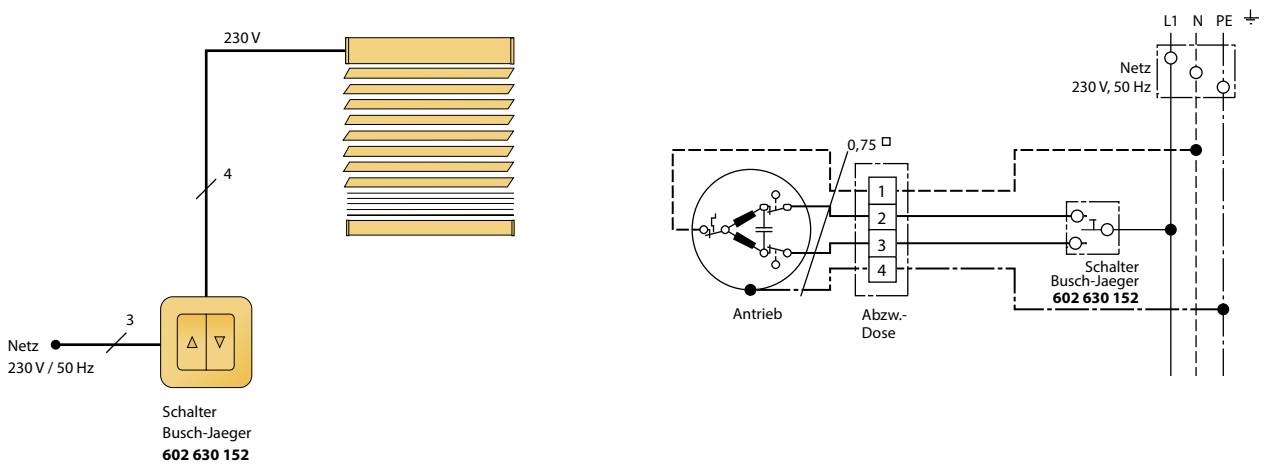 230 V
4
3
Netz
230 V / 50 Hz
Schalter
Busch-Jaeger
602 630 152
L1 N PE
Netz
230 V, 50 Hz
0,75
1
2
3
4
Antrieb
Abzw.-
Dose
Schalter
Busch-Jaeger
602 630 152